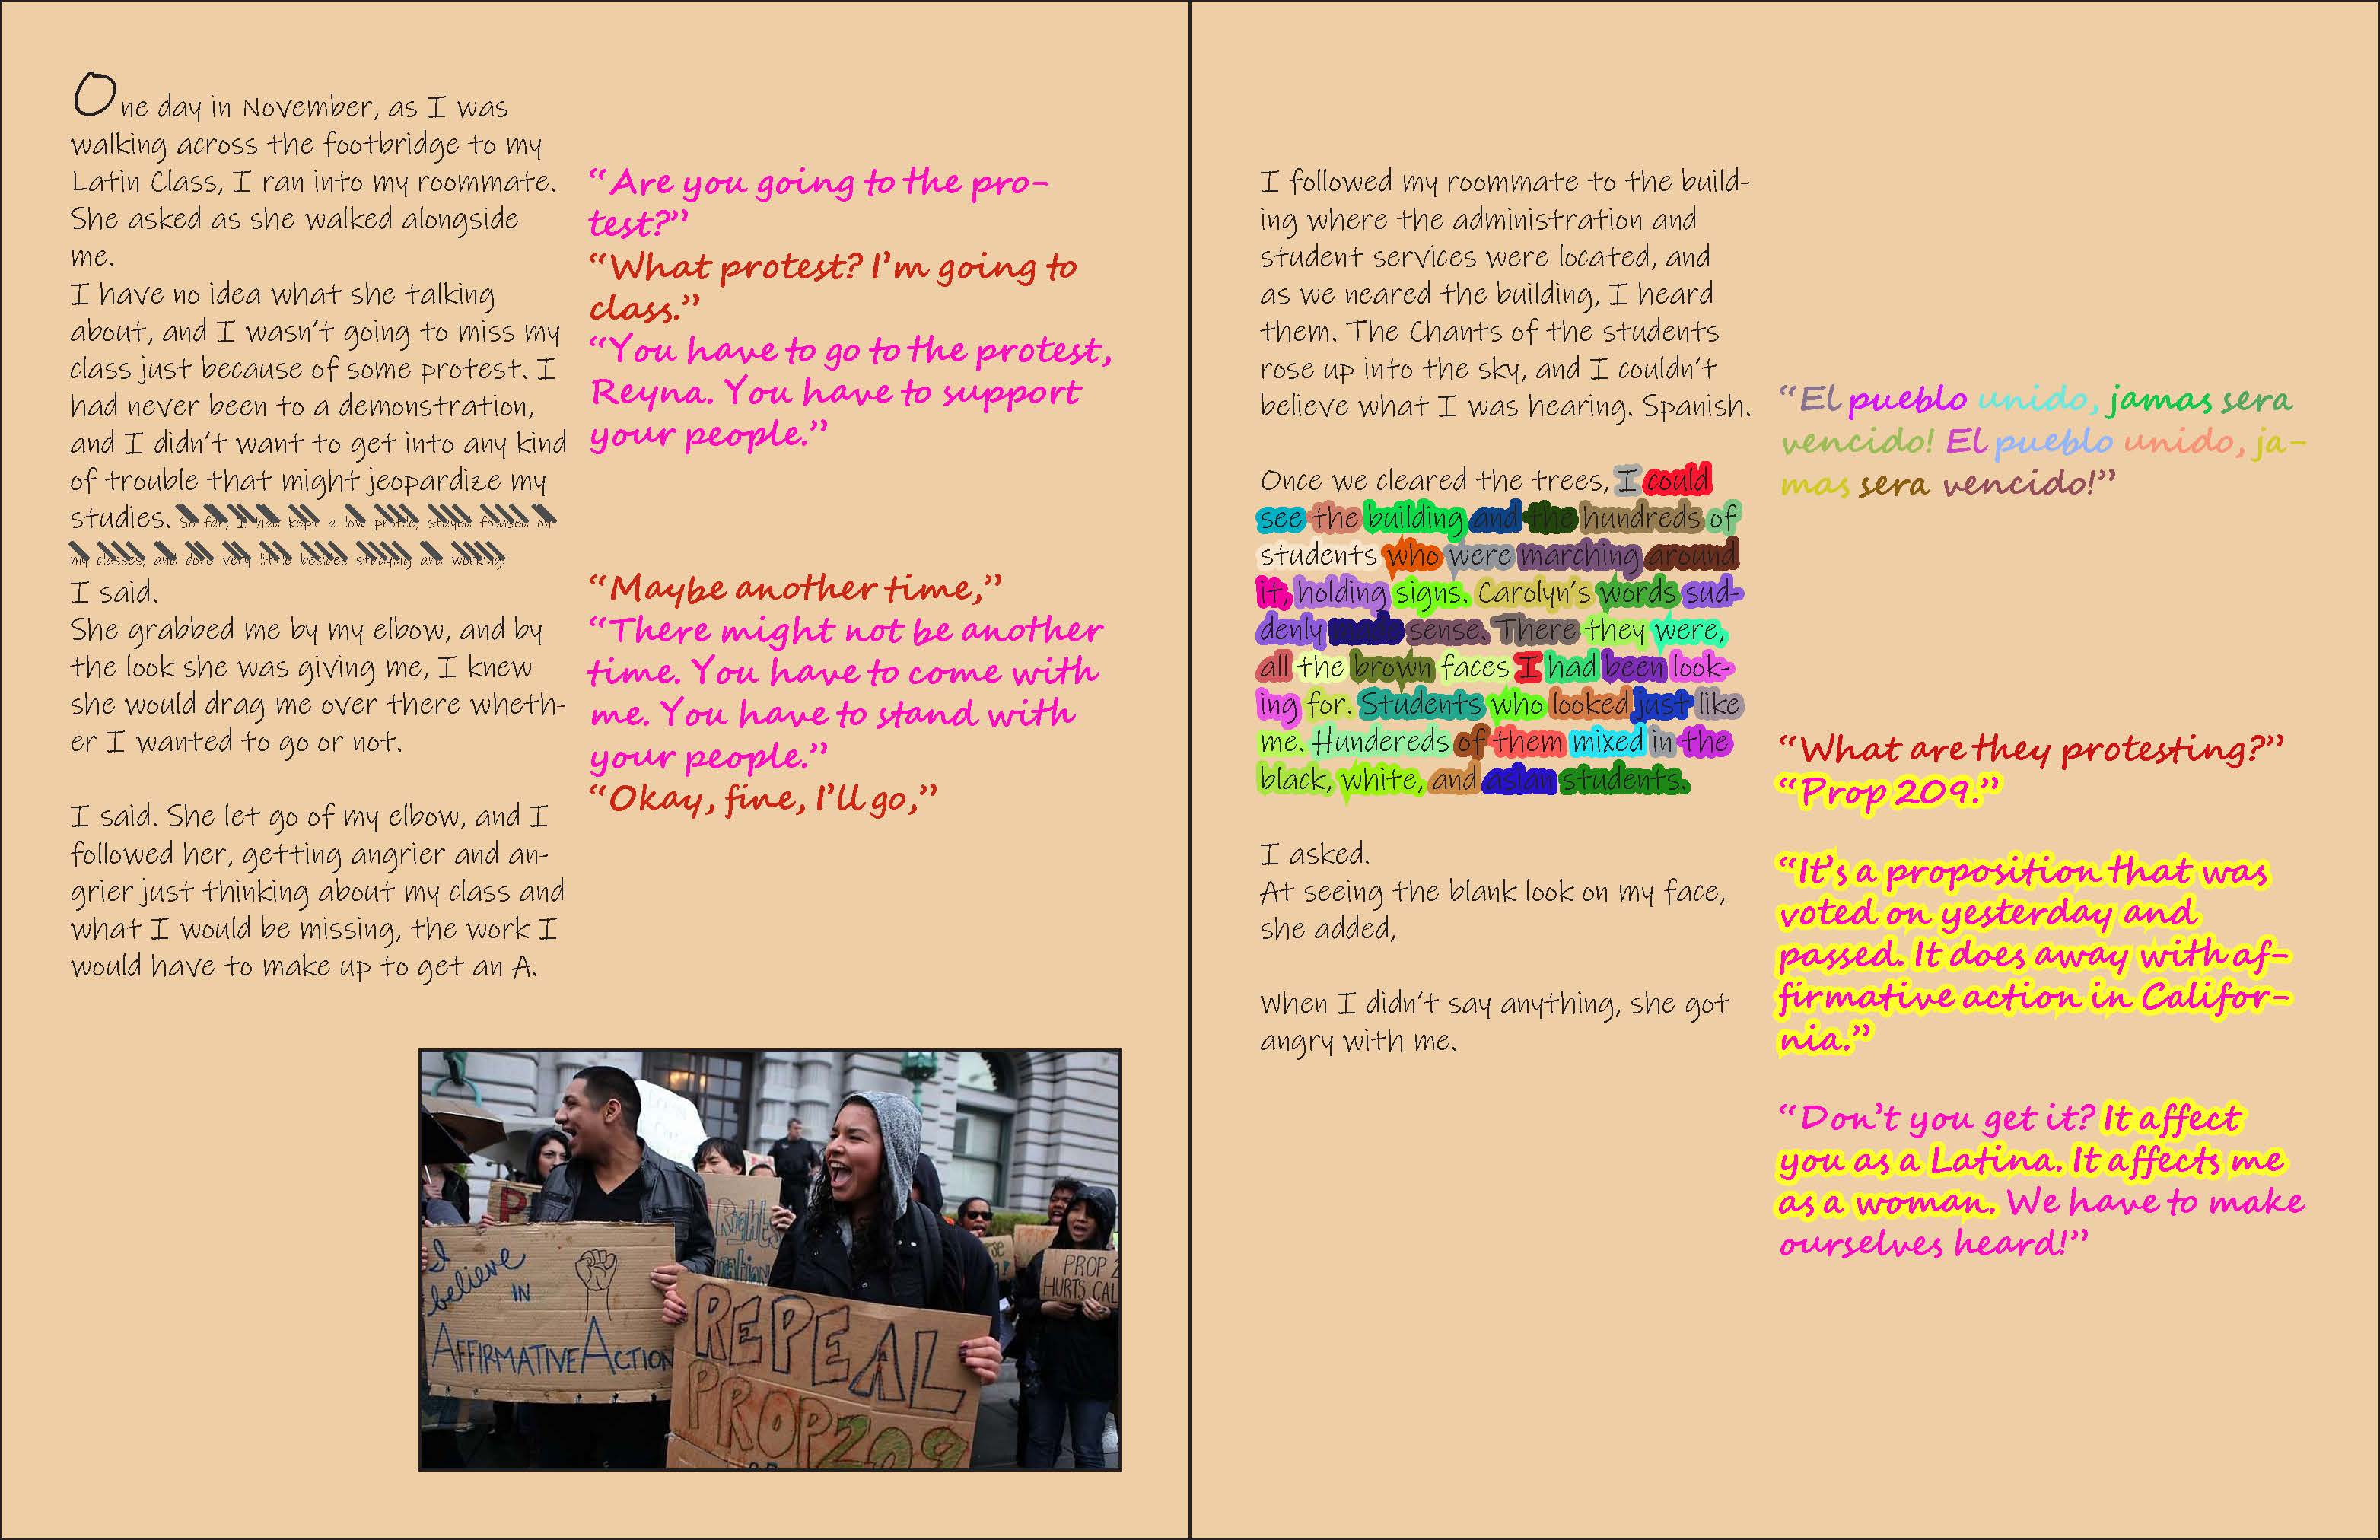 One day in November, as I was
walking across the footbridge to my
Latin Class, I ran into my roommate.
She asked as she walked alongside
me.
I have no idea what she talking
about, and I wasn't going to miss my
class just because of some protest. I
had never been to a demonstration,
and I didn't want to get into any kind
of trouble that might jeopardize my
studies. So far, I had kept a low profile, stayed focused on
my classes, and done very little besides studying and working.
I said.
She grabbed me by my elbow, and by
the look she was giving me, I knew
she would drag me over there wheth-
er I wanted to go or not.
I said. She let go of my elbow, and I
followed her, getting angrier and an-
grier just thinking about my class and
what I would be missing, the work I
would have to make up to get an A.
“Are you going to the pro-
test?”
“What protest? I'm going to
class.”
“You have to go to the protest,
Reyna. You have to support
your people.”
“Maybe another time,”
“There might not be another
time. You have to come with
me. You have to stand with
your people.”
“Okay, fine, I'll go,”
I believe
IN
AFFIRMATIVE ACTION
REPEAL
PROP 209
Rights
PROP 2
HURTS CAL
I followed my roommate to the build-
ing where the administration and
student services were located, and
as we neared the building, I heard
them. The Chants of the students
rose up into the sky, and I couldn't
believe what I was hearing. Spanish.
Once we cleared the trees, I could
see the building and the hundreds of
students who were marching around
it, holding signs. Carolyn's words sud-
denly made sense. There they were,
all the brown faces I had been look-
ing for. Students who looked just like
me. Hundereds of them mixed in the
black, white, and asian students.
I asked.
At seeing the blank look on my face,
she added,
When I didn't say anything, she got
angry with me.
“El pueblo unido, jamas sera
vencido! El pueblo unido, ja-
mas sera vencido!”
“What are they protesting?”
“Prop 209.”
“It's a proposition that was
voted on yesterday and
passed. It does away with af-
firmative action in Califor-
nia.”
“Don't you get it? It affect
you as a Latina. It affects me
as a woman. We have to make
ourselves heard!”